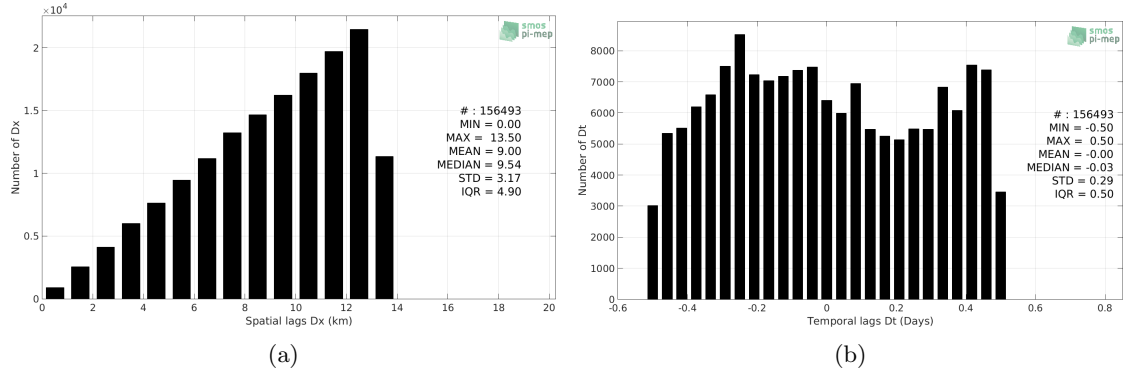 ×10⁴
2
1.5
1
0.5
0
Number of Dx
0 2 4 6 8 10 12 14 16 18 20
Spatial lags Dx (km)
smos
pi-mep
# : 156493
MIN = 0.00
MAX = 13.50
MEAN = 9.00
MEDIAN = 9.54
STD = 3.17
IQR = 4.90
(a)
8000
7000
6000
5000
4000
3000
2000
1000
0
Number of Dt
-0.6 -0.4 -0.2 0 0.2 0.4 0.6 0.8
Temporal lags Dt (Days)
smos
pi-mep
# : 156493
MIN = -0.50
MAX = 0.50
MEAN = -0.00
MEDIAN = -0.03
STD = 0.29
IQR = 0.50
(b)